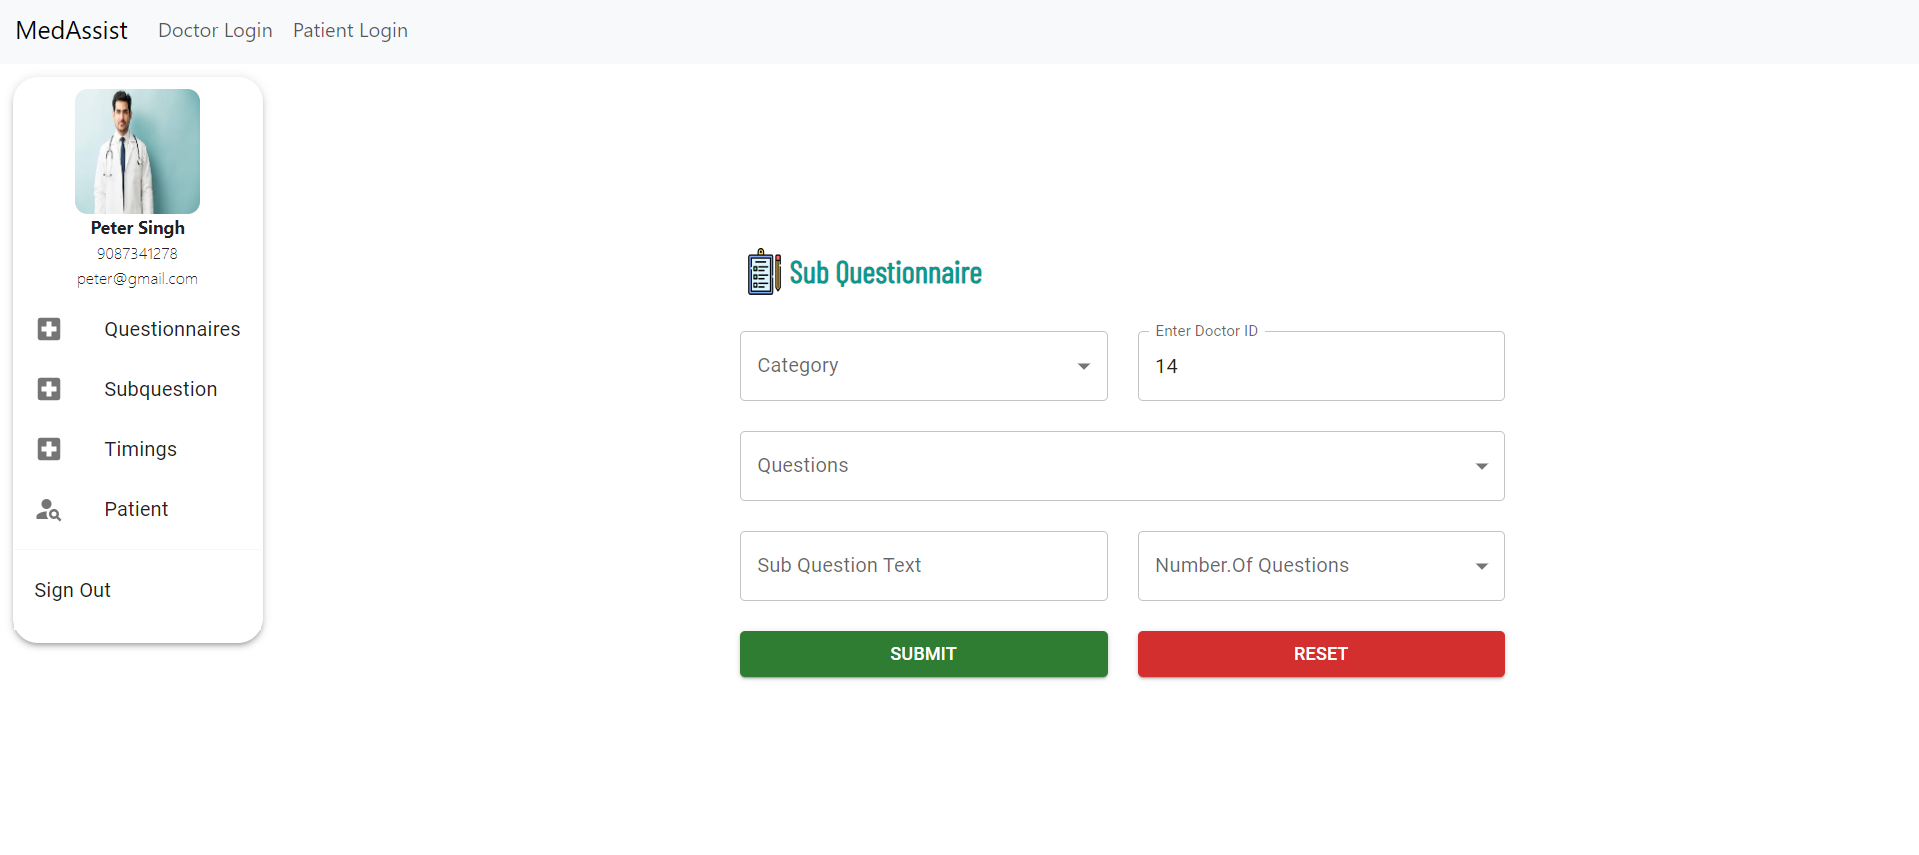 MedAssist Doctor Login Patient Login
Peter Singh
9087341278
peter@gmail.com
Questionnaires
Subquestion
Timings
Patient
Sign Out
Sub Questionnaire
Category
Enter Doctor ID
14
Questions
Sub Question Text
Number.Of Questions
SUBMIT
RESET